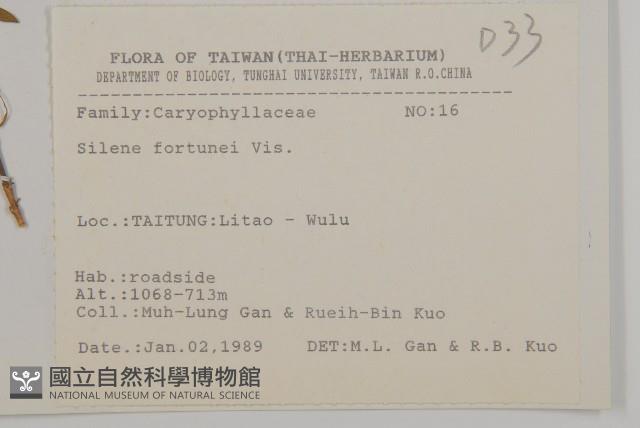 D33
FLORA OF TAIWAN(THAI-HERBARIUM)
DEPARTMENT OF BIOLOGY, TUNGHAI UNIVERSITY, TAIWAN R.O.CHINA
Family:Caryophyllaceae NO:16
Silene fortunei Vis.
Loc.:TAITUNG:Litao - Wulu
Hab.:roadside
Alt.:1068-713m
Coll.:Muh-Lung Gan & Rueih-Bin Kuo
Date.:Jan.02,1989 DET:M.L. Gan & R.B. Kuo
國立自然科學博物館
NATIONAL MUSEUM OF NATURAL SCIENCE